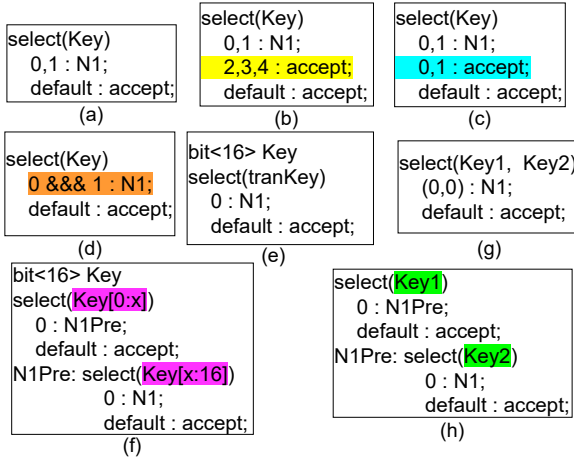 select(Key)
0,1 : N1;
default : accept;
(a)
select(Key)
0,1 : N1;
2,3,4 : accept;
default : accept;
(b)
select(Key)
0,1 : N1;
0,1 : accept;
default : accept;
(c)
select(Key)
0 &&& 1 : N1;
default : accept;
(d)
bit<16> Key
select(tranKey)
0 : N1;
default : accept;
(e)
select(Key1, Key2)
(0,0) : N1;
default : accept;
(g)
bit<16> Key
select(Key[0:x])
0 : N1Pre;
default : accept;
N1Pre: select(Key[x:16])
0 : N1;
default : accept;
(f)
select(Key1)
0 : N1Pre;
default : accept;
N1Pre: select(Key2)
0 : N1;
default : accept;
(h)